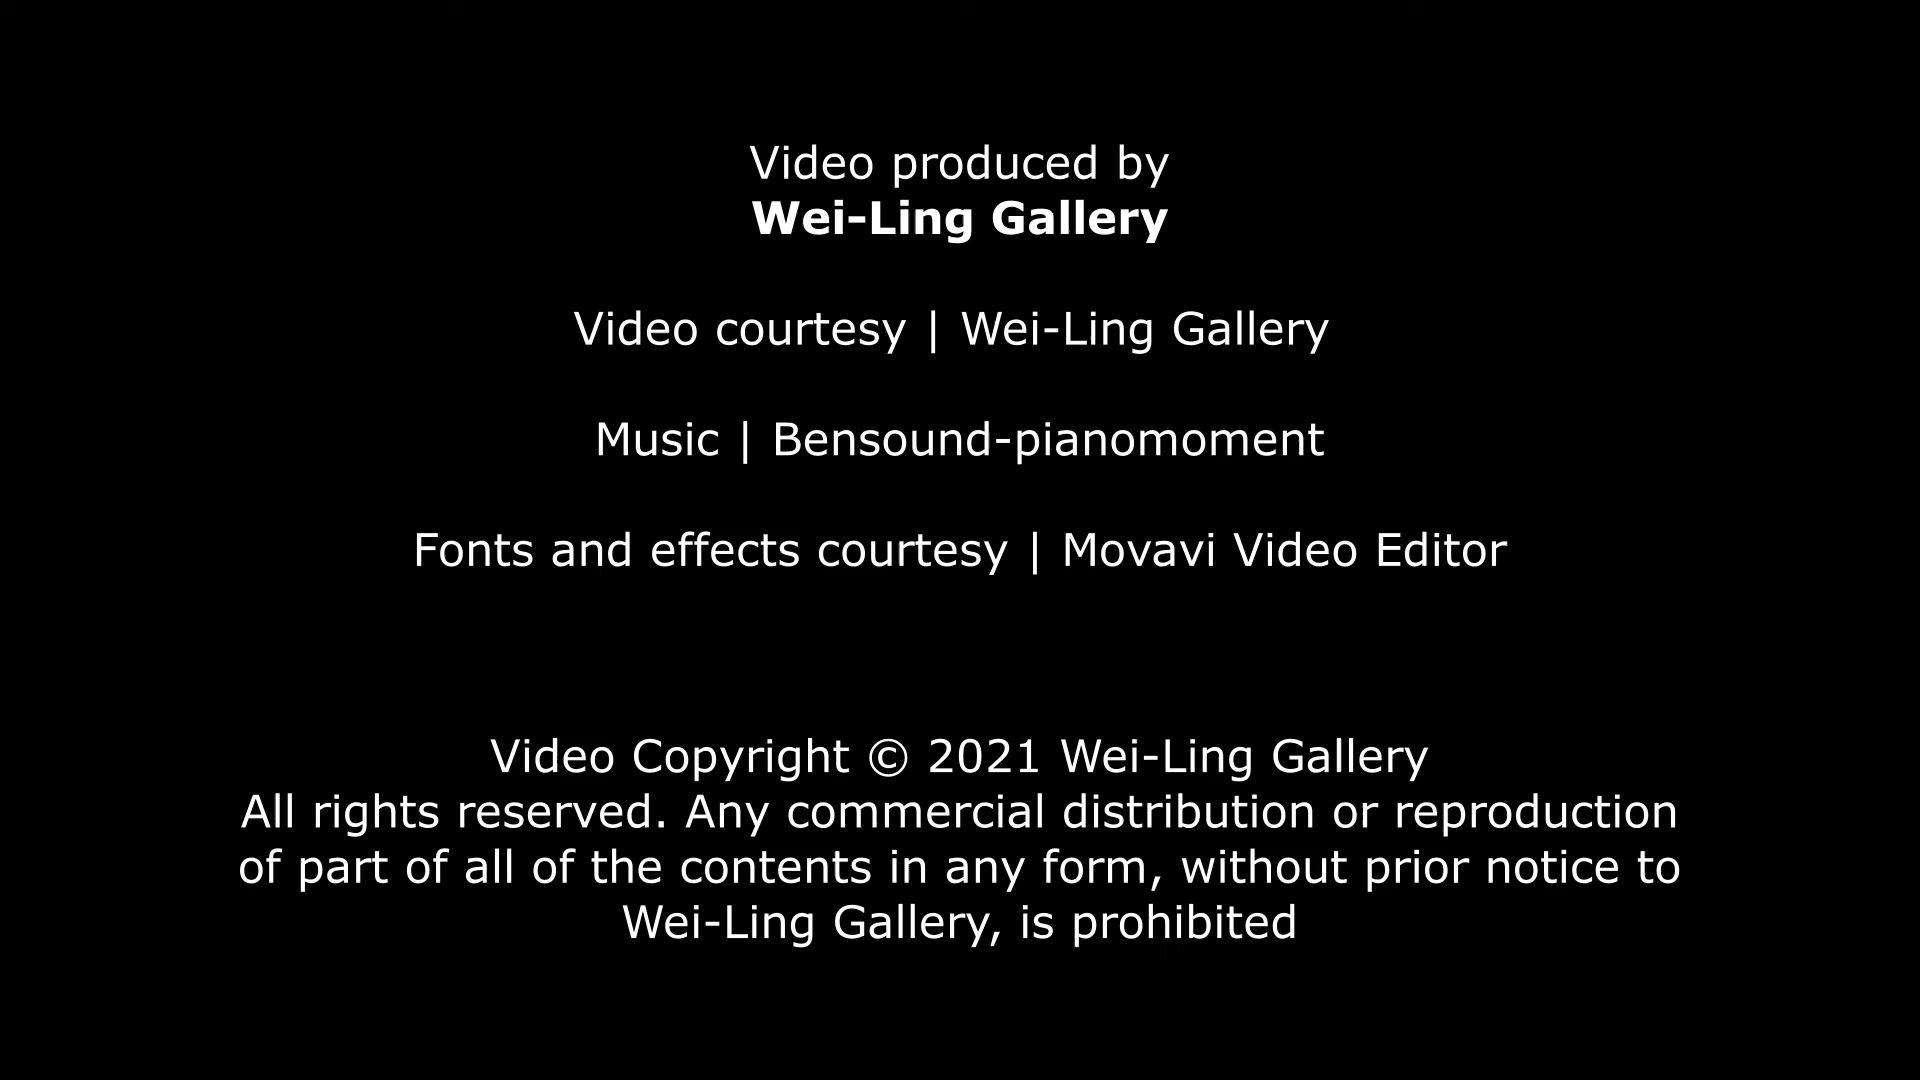 Video produced by
Wei-Ling Gallery
Video courtesy | Wei-Ling Gallery
Music | Bensound-pianomoment
Fonts and effects courtesy | Movavi Video Editor
Video Copyright © 2021 Wei-Ling Gallery
All rights reserved. Any commercial distribution or reproduction
of part of all of the contents in any form, without prior notice to
Wei-Ling Gallery, is prohibited